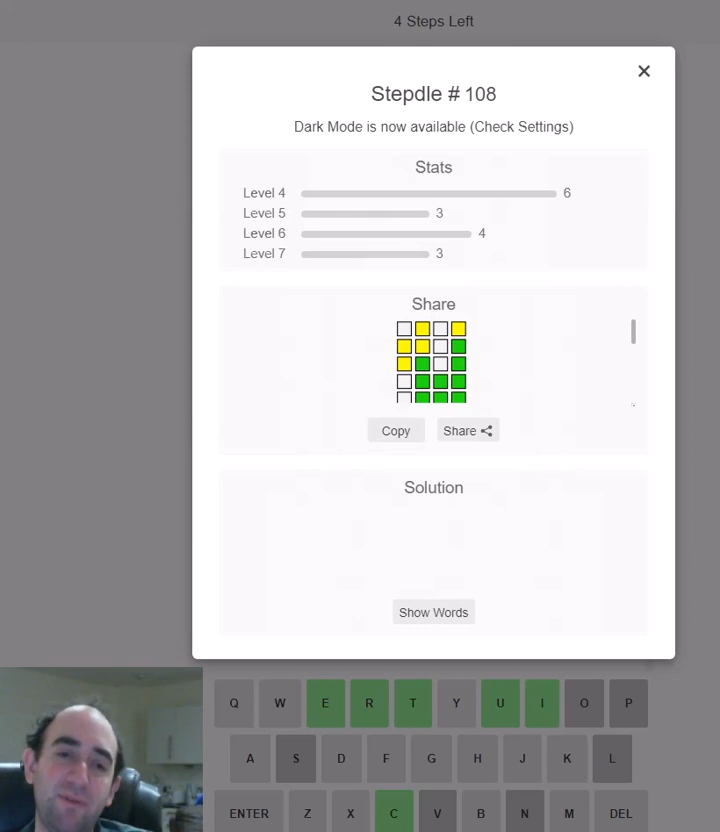 4 Steps Left
×
Stepdle # 108
Dark Mode is now available (Check Settings)
Stats
Level 4 6
Level 5 3
Level 6 4
Level 7 3
Share
Copy Share
Solution
Show Words
Q W E R T Y U I O P
A S D F G H J K L
ENTER Z X C V B N M DEL